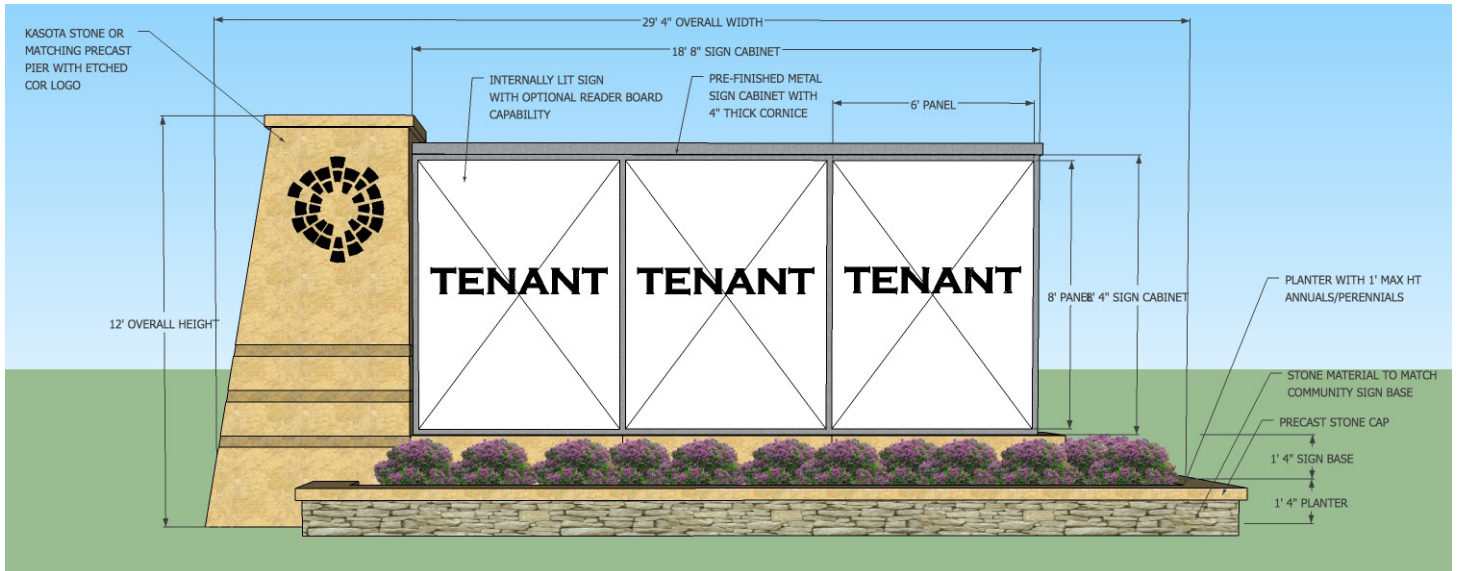 29' 4" OVERALL WIDTH
KASOTA STONE OR
MATCHING PRECAST
PIER WITH ETCHED
COR LOGO
18' 8" SIGN CABINET
INTERNALLY LIT SIGN
WITH OPTIONAL READER BOARD
CAPABILITY
PRE-FINISHED METAL
SIGN CABINET WITH
4" THICK CORNICE
6' PANEL
TENANT
TENANT
TENANT
8' PANEL
8' 4" SIGN CABINET
12' OVERALL HEIGHT
PLANTER WITH 1' MAX HT
ANNUALS/PERENNIALS
STONE MATERIAL TO MATCH
COMMUNITY SIGN BASE
PRECAST STONE CAP
1' 4" SIGN BASE
1' 4" PLANTER